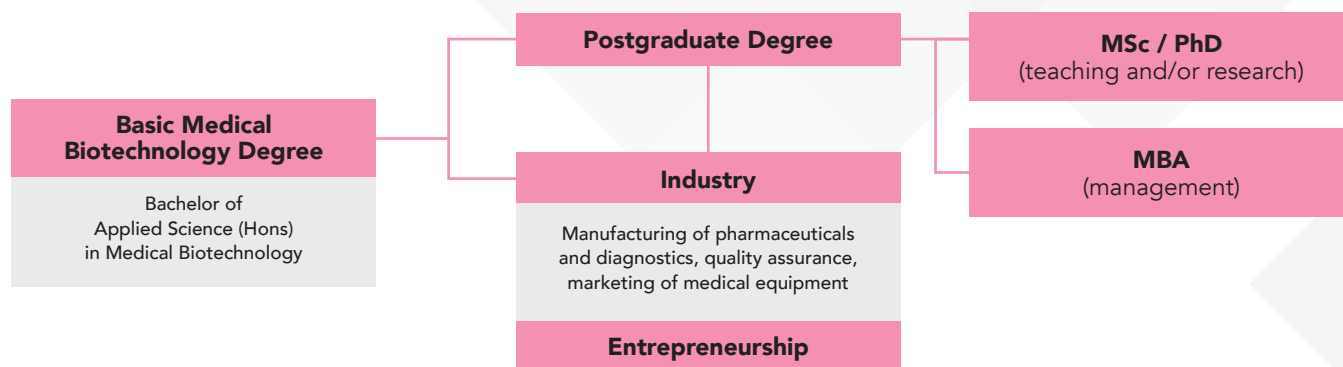 Basic Medical
Biotechnology Degree
Bachelor of
Applied Science (Hons)
in Medical Biotechnology
Postgraduate Degree
Industry
Manufacturing of pharmaceuticals
and diagnostics, quality assurance,
marketing of medical equipment
Entrepreneurship
MSc / PhD
(teaching and/or research)
MBA
(management)